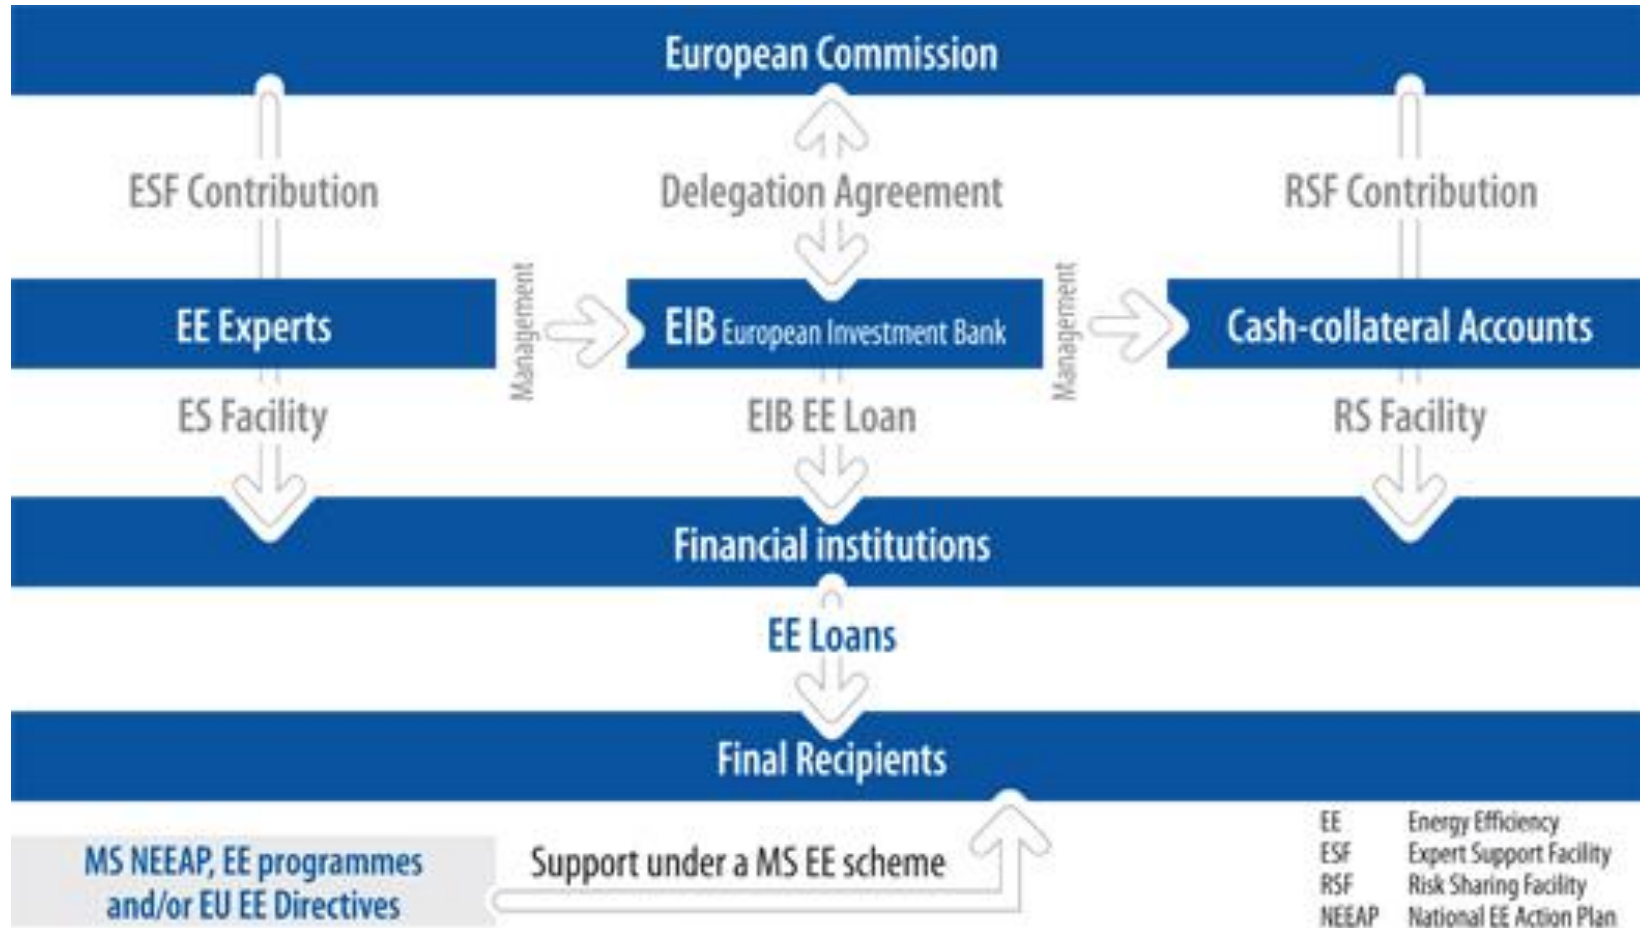 European Commission
ESF Contribution
Delegation Agreement
RSF Contribution
EE Experts
Management
EIB European Investment Bank
Management
Cash-collateral Accounts
ES Facility
EIB EE Loan
RS Facility
Financial institutions
EE Loans
Final Recipients
MS NEEAP, EE programmes
and/or EU EE Directives
Support under a MS EE scheme
EE Energy Efficiency
ESF Expert Support Facility
RSF Risk Sharing Facility
NEEAP National EE Action Plan